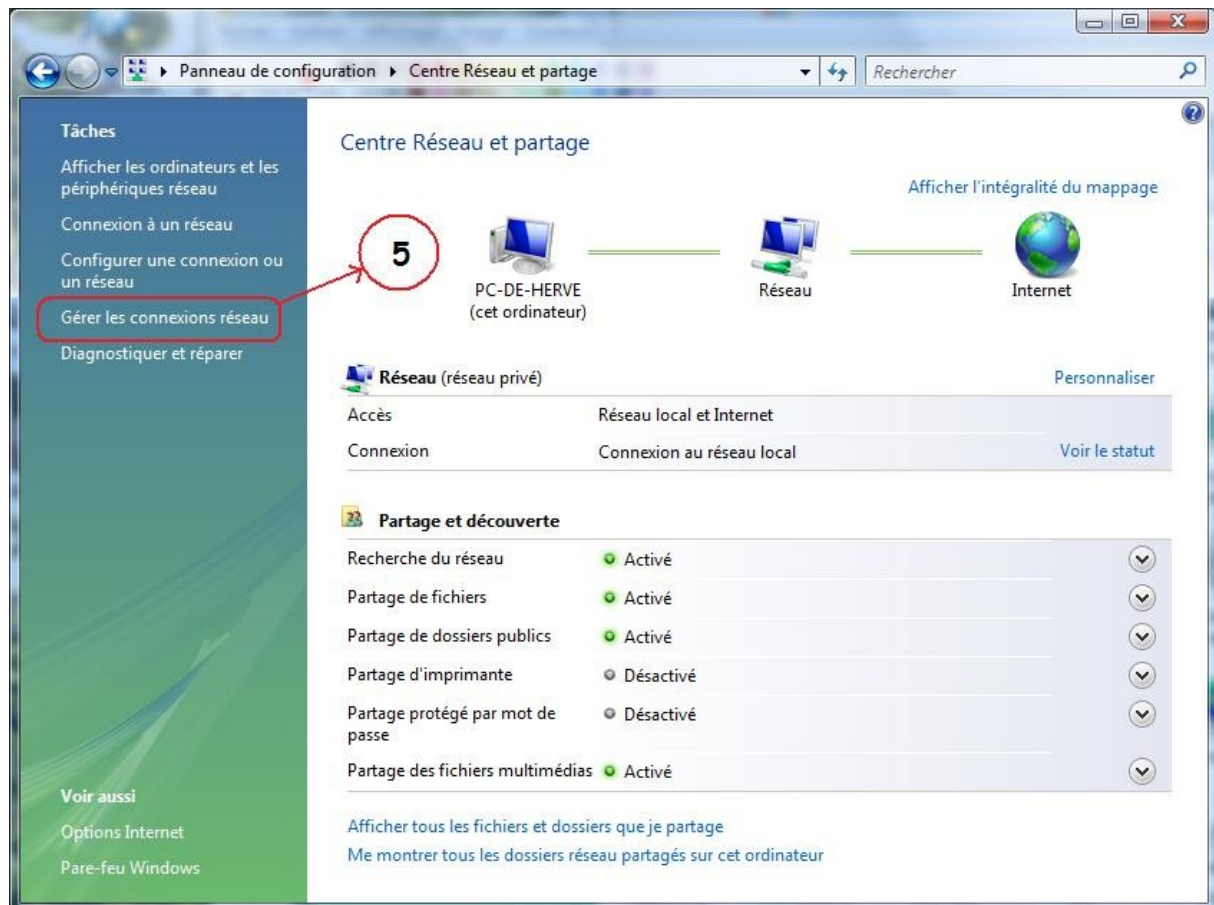 Panneau de configuration ▸ Centre Réseau et partage
Rechercher
Tâches
Afficher les ordinateurs et les
périphériques réseau
Connexion à un réseau
Configurer une connexion ou
un réseau
Gérer les connexions réseau
Diagnostiquer et réparer
Voir aussi
Options Internet
Pare-feu Windows
Centre Réseau et partage
Afficher l'intégralité du mappage
5
PC-DE-HERVE
(cet ordinateur)
Réseau
Internet
Réseau (réseau privé)
Personnaliser
Accès
Réseau local et Internet
Connexion
Connexion au réseau local
Voir le statut
Partage et découverte
Recherche du réseau
Activé
Partage de fichiers
Activé
Partage de dossiers publics
Activé
Partage d'imprimante
Désactivé
Partage protégé par mot de
passe
Désactivé
Partage des fichiers multimédias
Activé
Afficher tous les fichiers et dossiers que je partage
Me montrer tous les dossiers réseau partagés sur cet ordinateur